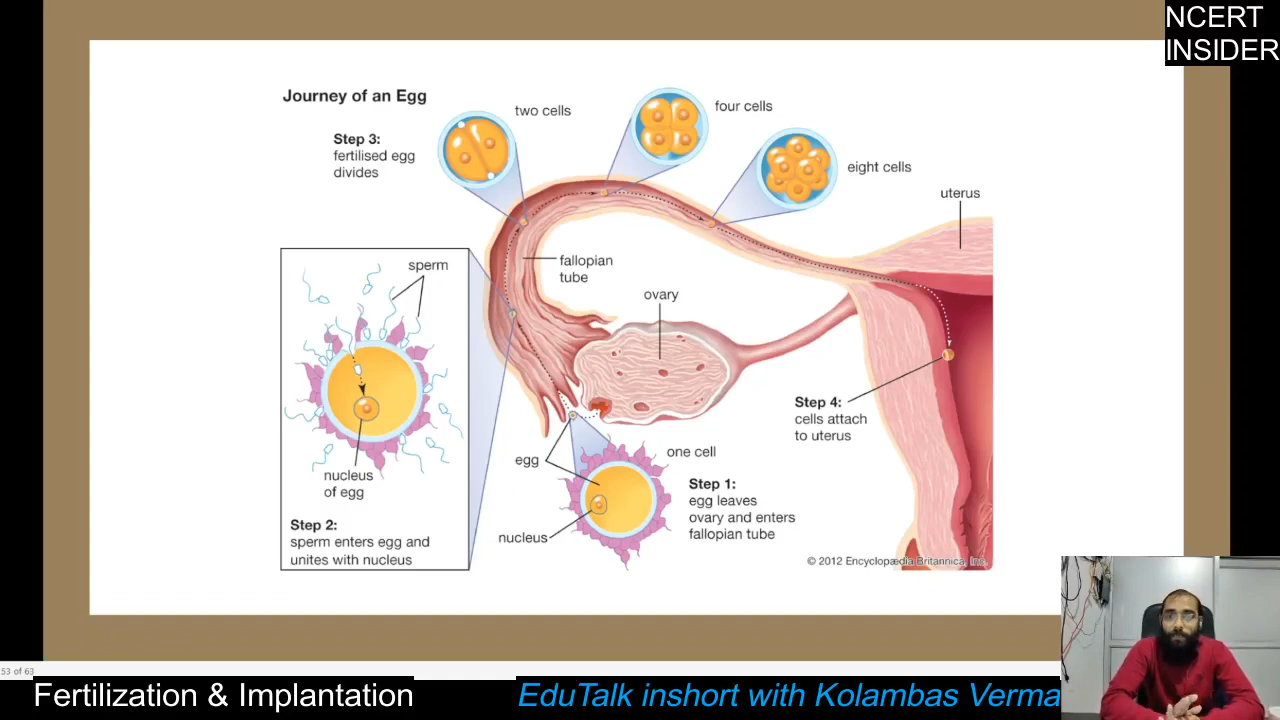 NCERT
INSIDER
Journey of an Egg
two cells
four cells
Step 3:
fertilised egg
divides
eight cells
uterus
sperm
fallopian
tube
ovary
Step 4:
cells attach
to uterus
one cell
egg
nucleus
of egg
Step 1:
egg leaves
ovary and enters
fallopian tube
Step 2:
sperm enters egg and
unites with nucleus
nucleus
© 2012 Encyclopædia Britannica, Inc.
53 of 63
Fertilization & Implantation
EduTalk inshort with Kolambas Verma